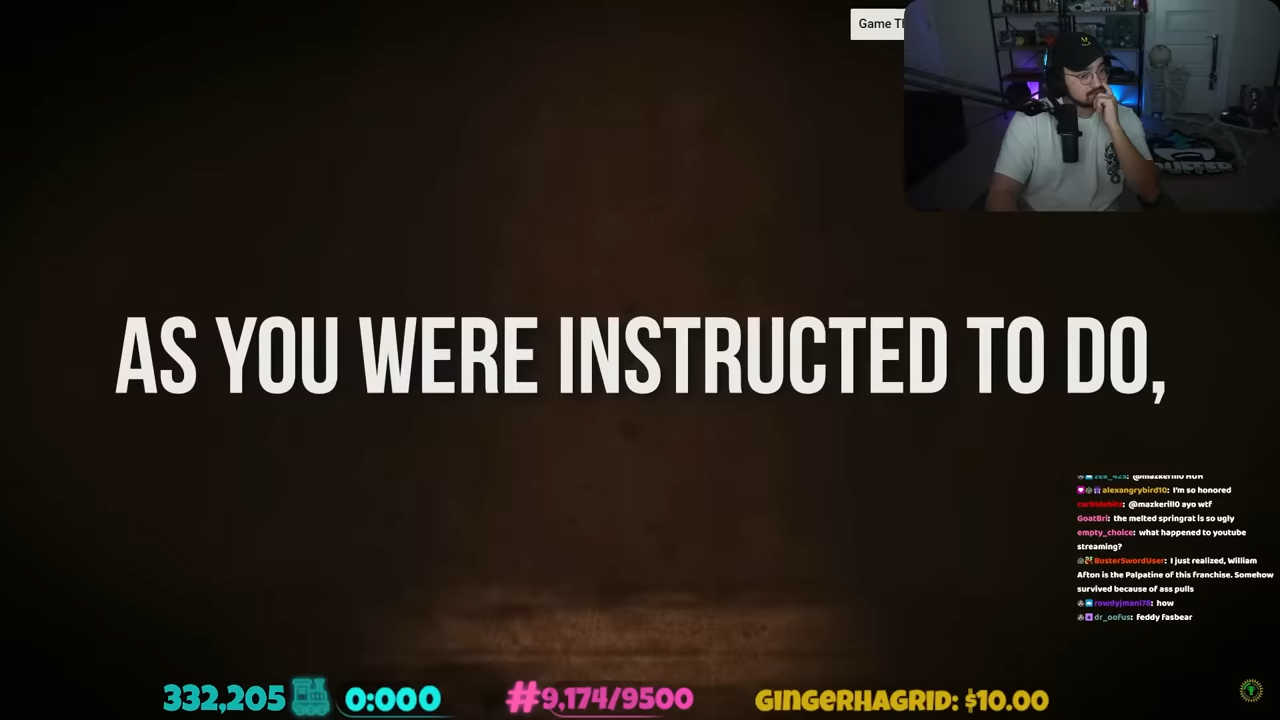 Game Th
AS YOU WERE INSTRUCTED TO DO,
alexangrybird10: I'm so honored
@mazkerill0 ayo wtf
GoatBri: the melted springrat is so ugly
empty_choice: what happened to youtube
streaming?
BusterSwordUser: I just realized, William
Afton is the Palpatine of this franchise. Somehow
survived because of ass pulls
rowdyjmani78: how
dr_oofus: feddy fasbear
332,205 0:000 #9,174/9500 GINGERHAGRID: $10.00